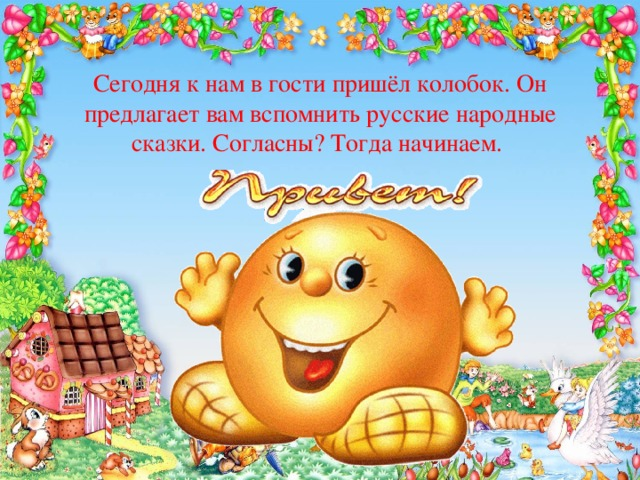 Сегодня к нам в гости пришёл колобок. Он
предлагает вам вспомнить русские народные
сказки. Согласны? Тогда начинаем.
Привет!